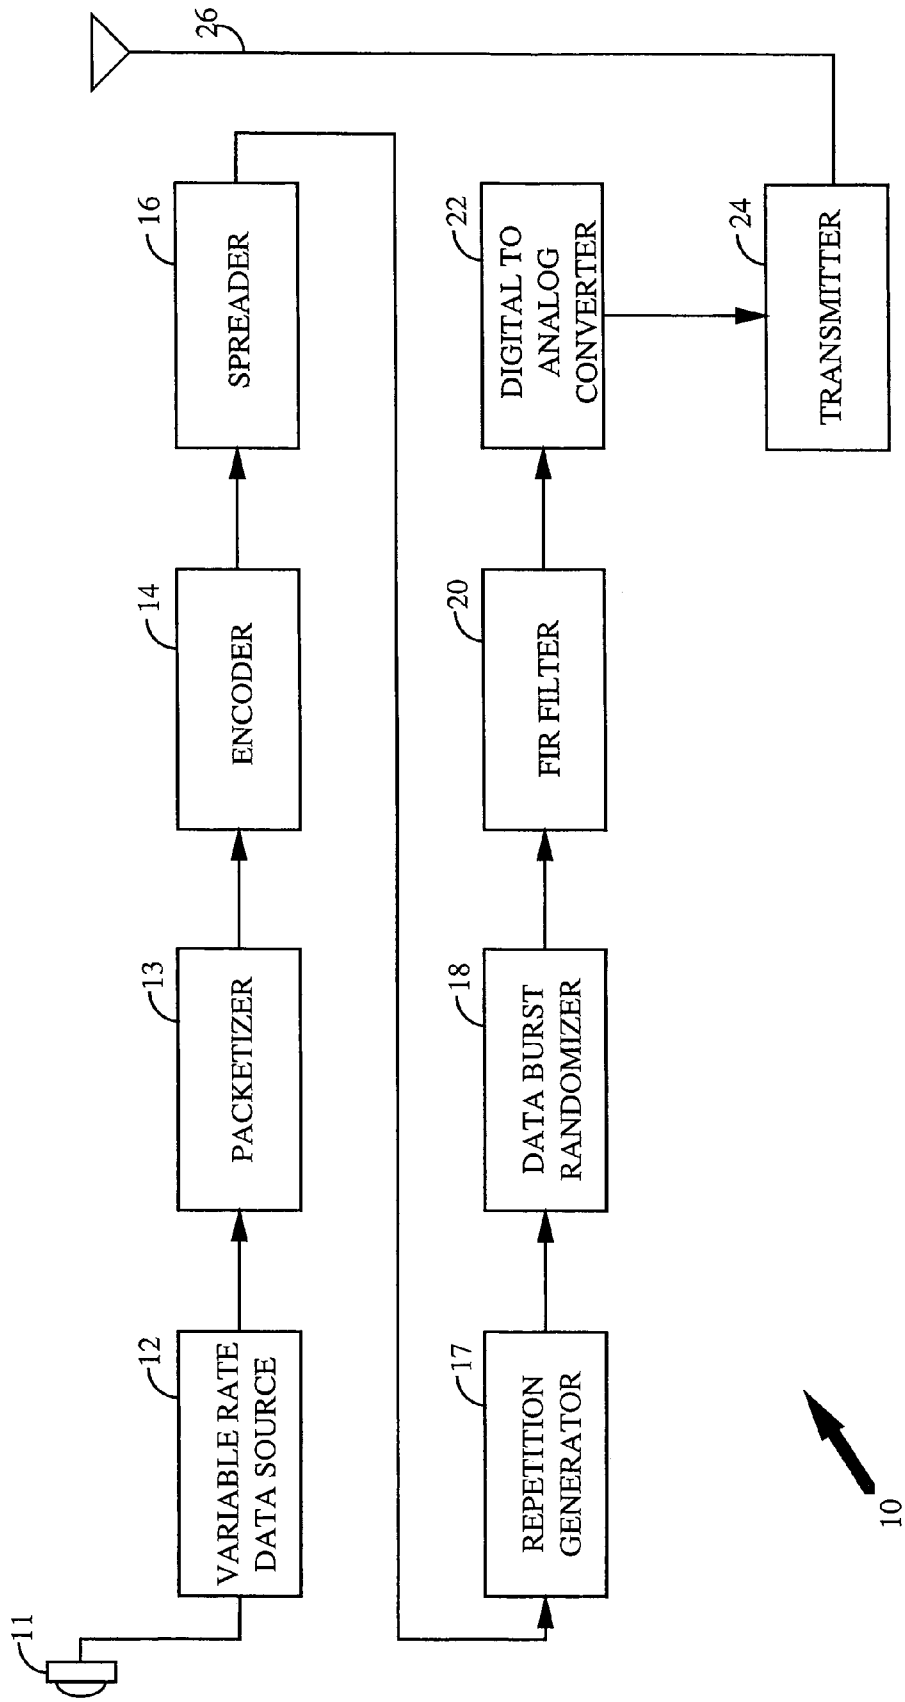 11
12
VARIABLE RATE
DATA SOURCE
13
PACKETIZER
14
ENCODER
16
SPREADER
26
17
REPETITION
GENERATOR
18
DATA BURST
RANDOMIZER
20
FIR FILTER
22
DIGITAL TO
ANALOG
CONVERTER
24
TRANSMITTER
10